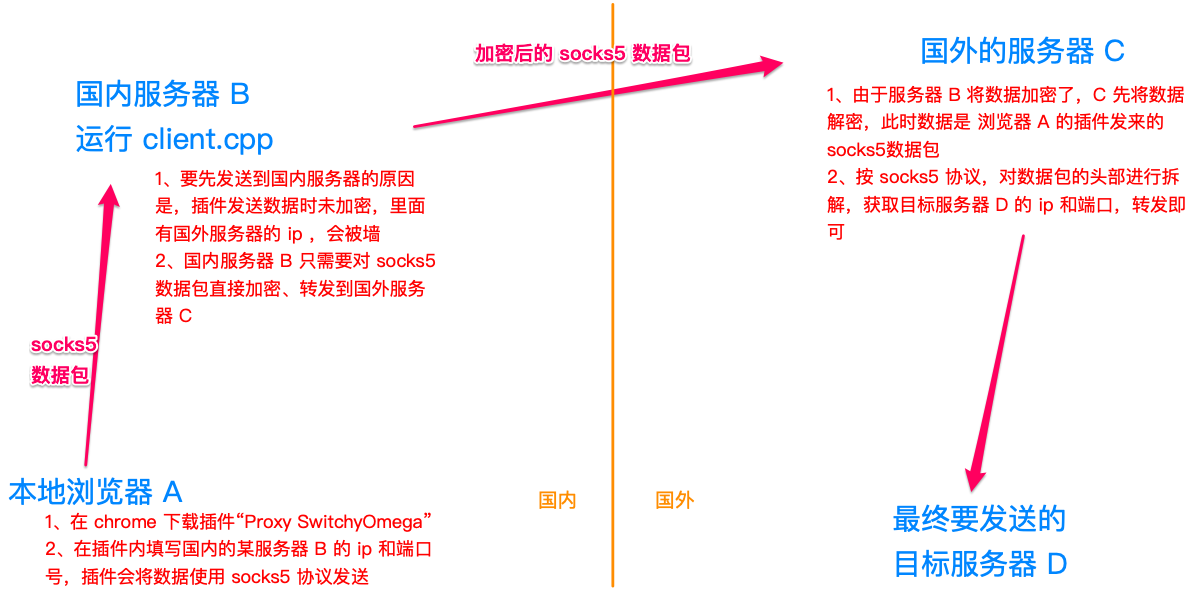 国内服务器 B
运行 client.cpp
1、要先发送到国内服务器的原因
是，插件发送数据时未加密，里面
有国外服务器的 ip ，会被墙
2、国内服务器 B 只需要对 socks5
数据包直接加密、转发到国外服务
器 C
socks5
数据包
本地浏览器 A
1、在 chrome 下载插件“Proxy SwitchyOmega”
2、在插件内填写国内的某服务器 B 的 ip 和端口
号，插件会将数据使用 socks5 协议发送
加密后的 socks5 数据包
国内
国外
国外的服务器 C
1、由于服务器 B 将数据加密了，C 先将数据
解密，此时数据是 浏览器 A 的插件发来的
socks5数据包
2、按 socks5 协议，对数据包的头部进行拆
解，获取目标服务器 D 的 ip 和端口，转发即
可
最终要发送的
目标服务器 D